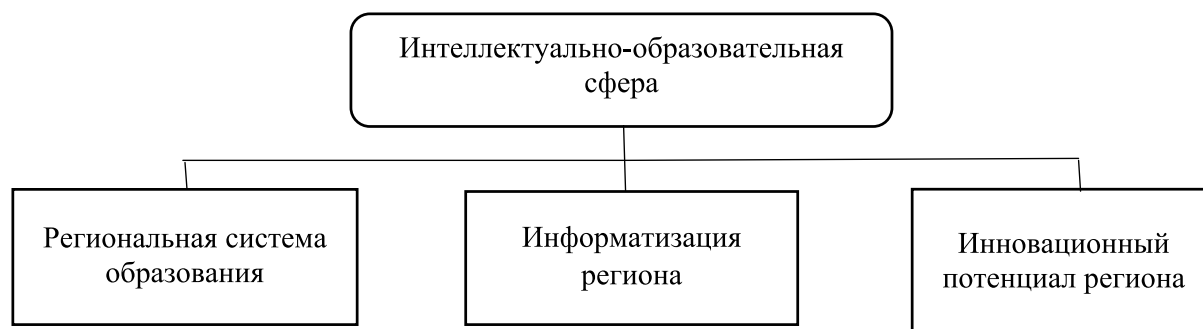 Интеллектуально-образовательная
сфера
Региональная система
образования
Информатизация
региона
Инновационный
потенциал региона